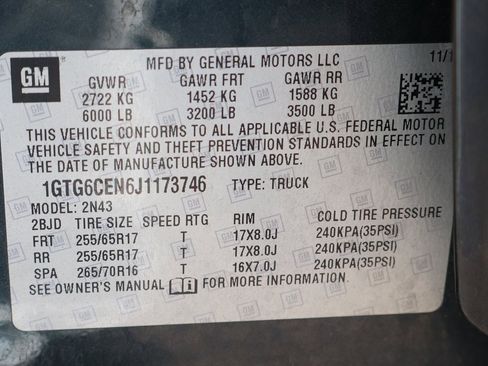 GM
MFD BY GENERAL MOTORS LLC 11/1
GVWR GAWR FRT GAWR RR
2722 KG 1452 KG 1588 KG
6000 LB 3200 LB 3500 LB
THIS VEHICLE CONFORMS TO ALL APPLICABLE U.S. FEDERAL MOTOR
VEHICLE SAFETY AND THEFT PREVENTION STANDARDS IN EFFECT ON
THE DATE OF MANUFACTURE SHOWN ABOVE.
1GTG6CEN6J1173746 TYPE: TRUCK
MODEL: 2N43
2BJD TIRE SIZE SPEED RTG RIM COLD TIRE PRESSURE
FRT 255/65R17 T 17X8.0J 240KPA(35PSI)
RR 255/65R17 T 17X8.0J 240KPA(35PSI)
SPA 265/70R16 T 16X7.0J 240KPA(35PSI)
SEE OWNER'S MANUAL FOR MORE INFORMATION.